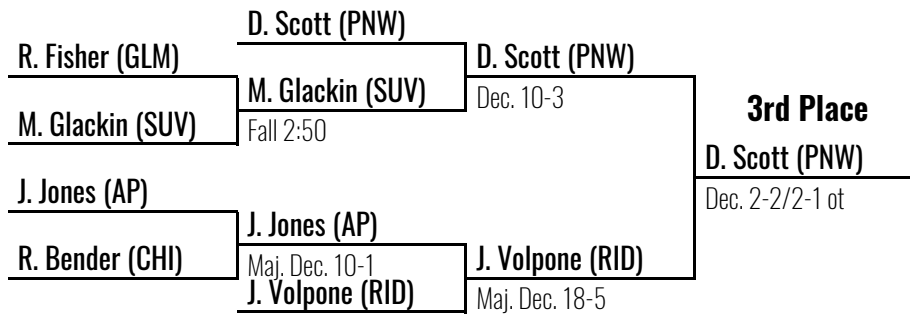 D. Scott (PNW)
R. Fisher (GLM)
D. Scott (PNW)
M. Glackin (SUV)
Dec. 10-3
3rd Place
M. Glackin (SUV)
Fall 2:50
D. Scott (PNW)
J. Jones (AP)
Dec. 2-2/2-1 ot
J. Jones (AP)
R. Bender (CHI)
Maj. Dec. 10-1
J. Volpone (RID)
J. Volpone (RID)
Maj. Dec. 18-5